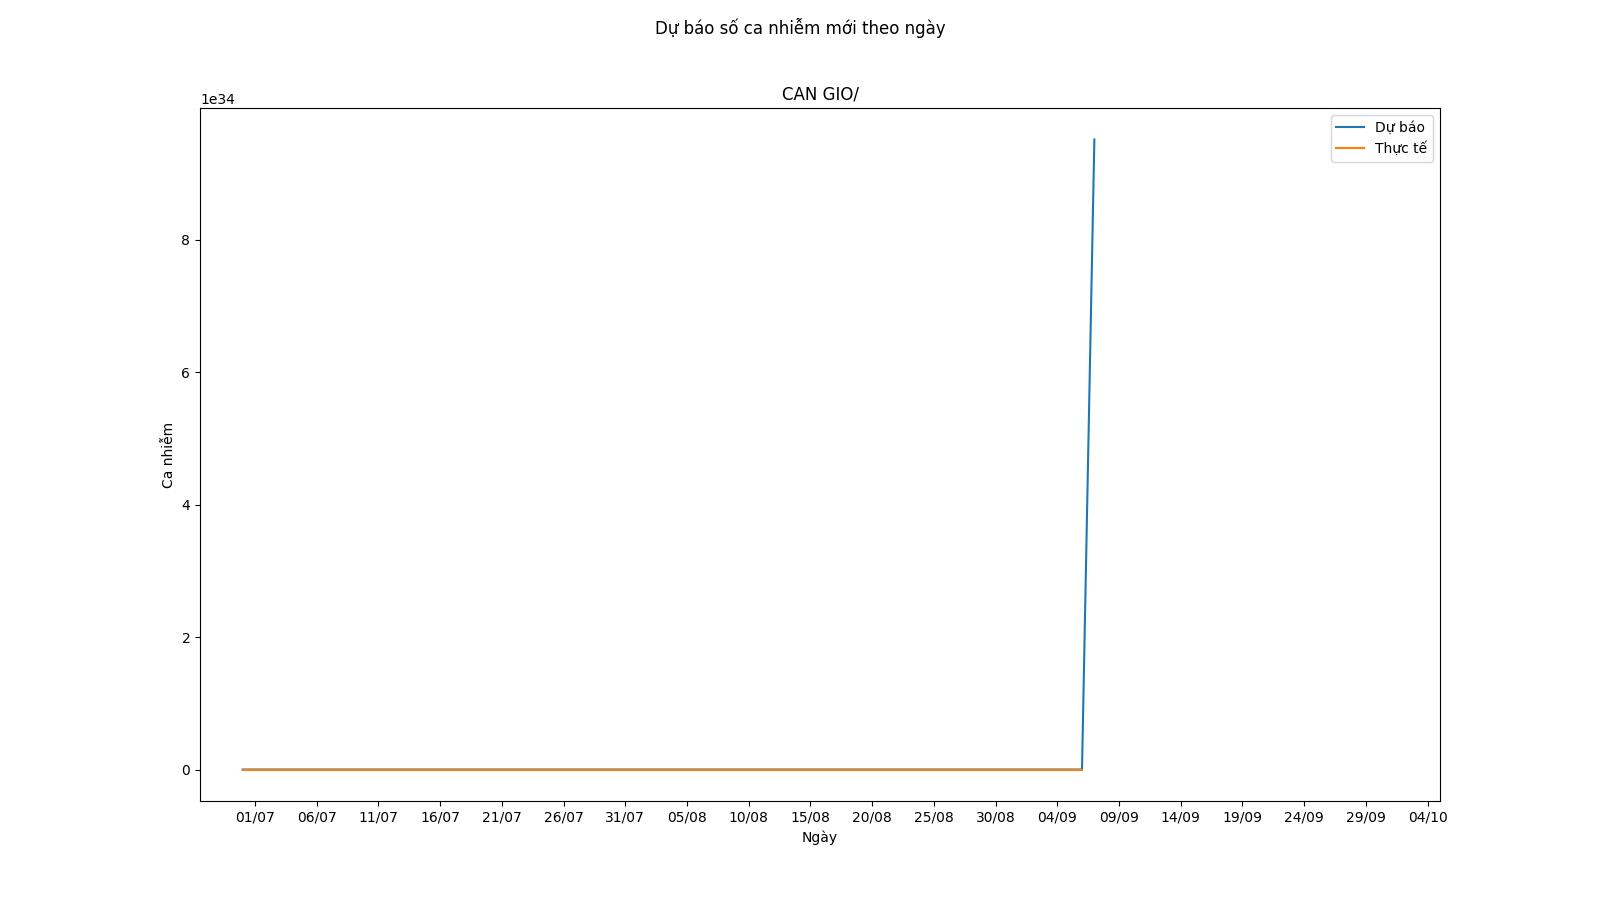 Dự báo số ca nhiễm mới theo ngày
CAN GIO/
1e34
Dự báo
Thực tế
8
6
4
2
0
Ca nhiễm
01/07 06/07 11/07 16/07 21/07 26/07 31/07 05/08 10/08 15/08 20/08 25/08 30/08 04/09 09/09 14/09 19/09 24/09 29/09 04/10
Ngày